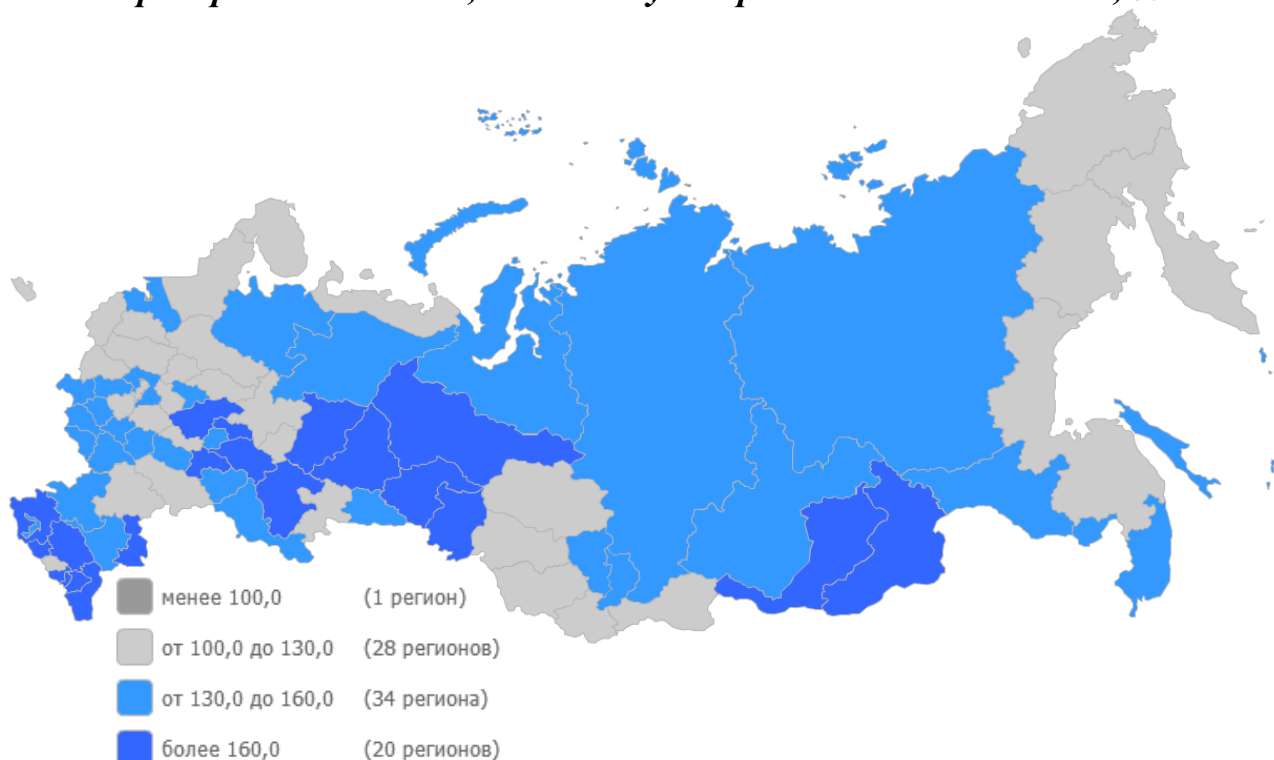 менее 100,0 (1 регион)
от 100,0 до 130,0 (28 регионов)
от 130,0 до 160,0 (34 региона)
более 160,0 (20 регионов)